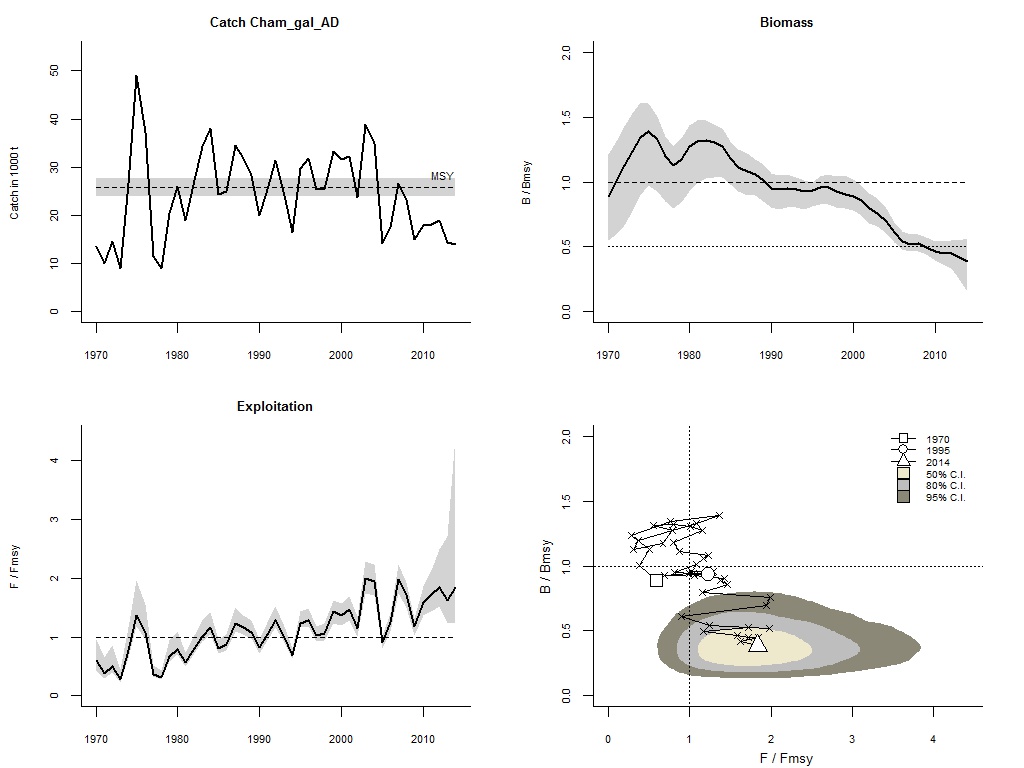 Catch Cham_gal_AD
Catch in 1000 t
50
40
30
20
10
0
MSY
1970 1980 1990 2000 2010
Biomass
B / Bmsy
2.0
1.5
1.0
0.5
0.0
1970 1980 1990 2000 2010
Exploitation
F / Fmsy
4
3
2
1
0
1970 1980 1990 2000 2010
B / Bmsy
2.0
1.5
1.0
0.5
0.0
1970
1995
2014
50% C.I.
80% C.I.
95% C.I.
0 1 2 3 4
F / Fmsy